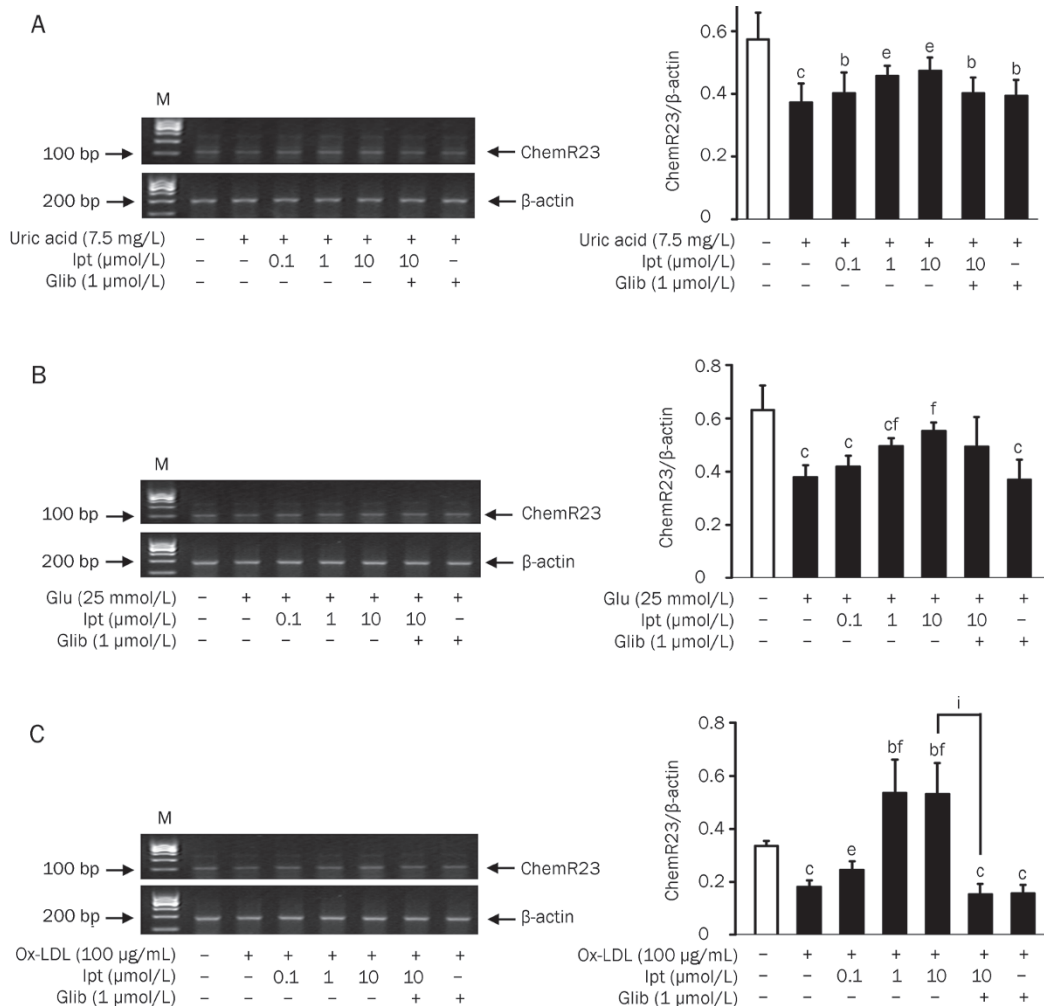 A
M
100 bp
ChemR23
200 bp
β-actin
Uric acid (7.5 mg/L) – + + + + + +
Ipt (μmol/L) – – 0.1 1 10 10 –
Glib (1 μmol/L) – – – – – + +
ChemR23/β-actin
0.6
0.4
0.2
0
c b e e b b
Uric acid (7.5 mg/L) – + + + + + +
Ipt (μmol/L) – – 0.1 1 10 10 –
Glib (1 μmol/L) – – – – – + +
B
M
100 bp
ChemR23
200 bp
β-actin
Glu (25 mmol/L) – + + + + + +
Ipt (μmol/L) – – 0.1 1 10 10 –
Glib (1 μmol/L) – – – – – + +
ChemR23/β-actin
0.8
0.6
0.4
0.2
0
c c cf f c
Glu (25 mmol/L) – + + + + + +
Ipt (μmol/L) – – 0.1 1 10 10 –
Glib (1 μmol/L) – – – – – + +
C
M
100 bp
ChemR23
200 bp
β-actin
Ox-LDL (100 μg/mL) – + + + + + +
Ipt (μmol/L) – – 0.1 1 10 10 –
Glib (1 μmol/L) – – – – – + +
ChemR23/β-actin
0.8
0.6
0.4
0.2
0
i
c e bf bf c c
Ox-LDL (100 μg/mL) – + + + + + +
Ipt (μmol/L) – – 0.1 1 10 10 –
Glib (1 μmol/L) – – – – – + +